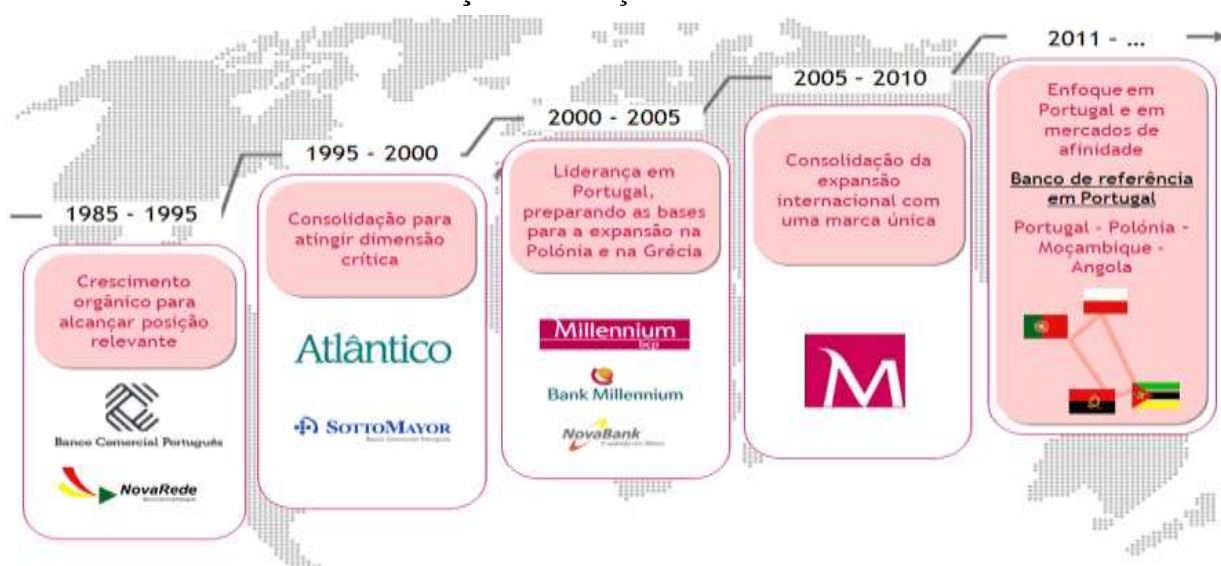 1985 - 1995
Crescimento
orgânico para
alcançar posição
relevante
Banco Comercial Português
NovaRede
1995 - 2000
Consolidação para
atingir dimensão
crítica
Atlântico
SOTTOMAYOR
2000 - 2005
Liderança em
Portugal,
preparando as bases
para a expansão na
Polónia e na Grécia
Millennium
bcp
Bank Millennium
NovaBank
2005 - 2010
Consolidação da
expansão
internacional com
uma marca única
M
2011 - ...
Enfoque em
Portugal e em
mercados de
afinidade
Banco de referência
em Portugal
Portugal - Polónia -
Moçambique -
Angola